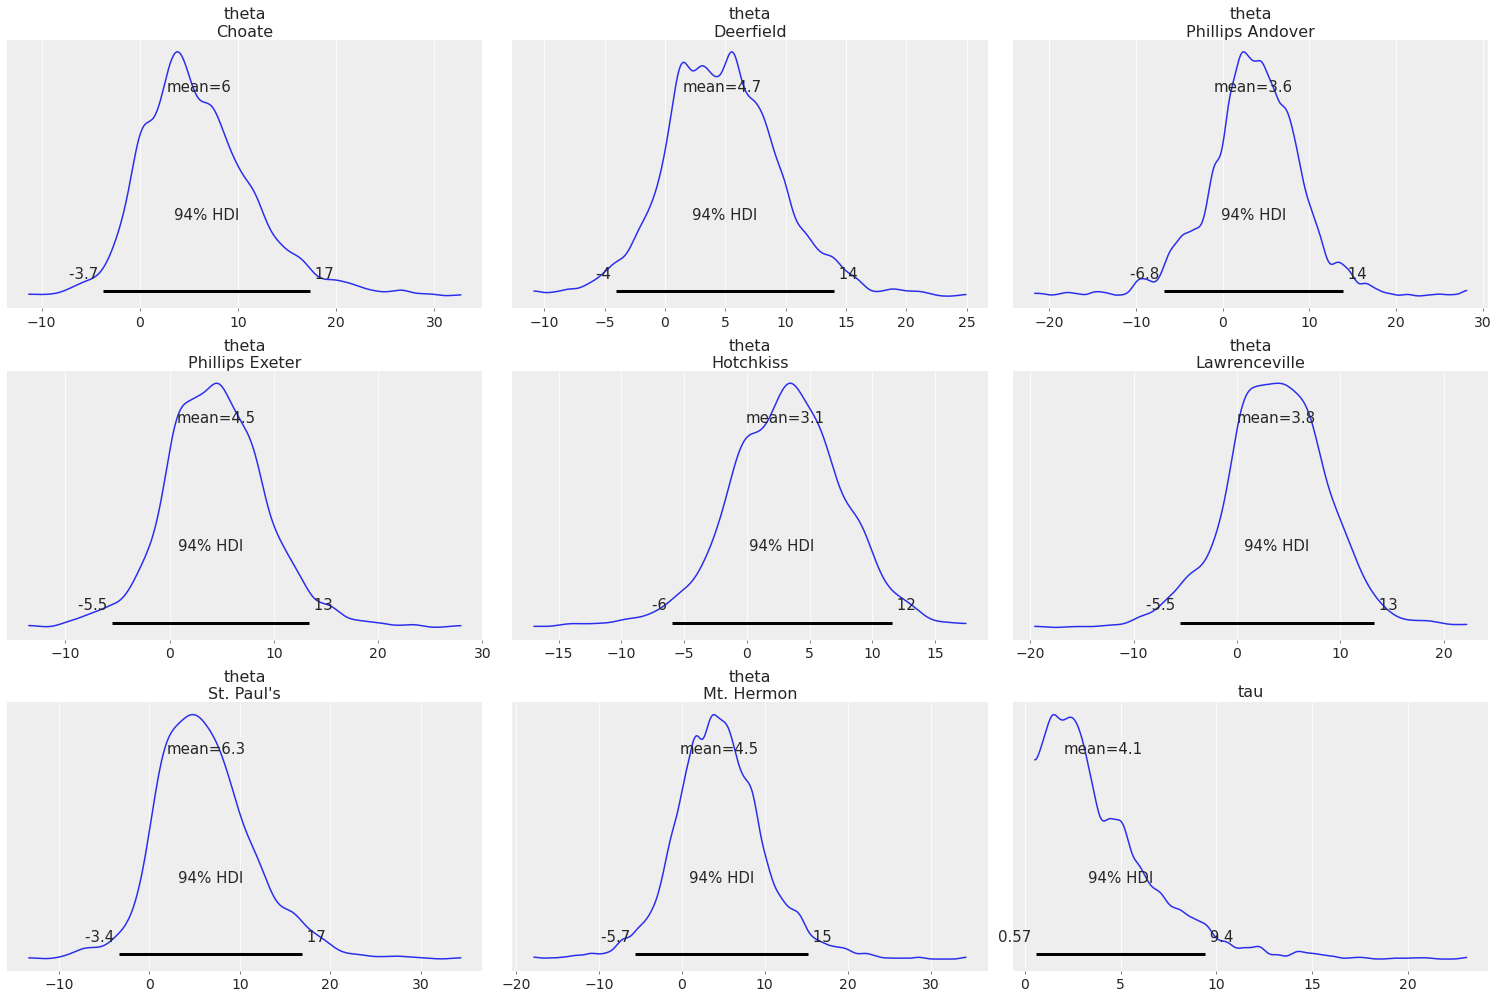 theta
Choate
mean=6
94% HDI
-3.7
17
−10
0
10
20
30
theta
Deerfield
mean=4.7
94% HDI
-4
14
−10
−5
0
5
10
15
20
25
theta
Phillips Andover
mean=3.6
94% HDI
-6.8
14
−20
−10
0
10
20
30
theta
Phillips Exeter
mean=4.5
94% HDI
-5.5
13
−10
0
10
20
30
theta
Hotchkiss
mean=3.1
94% HDI
-6
12
−15
−10
−5
0
5
10
15
theta
Lawrenceville
mean=3.8
94% HDI
-5.5
13
−20
−10
0
10
20
theta
St. Paul's
mean=6.3
94% HDI
-3.4
17
−10
0
10
20
30
theta
Mt. Hermon
mean=4.5
94% HDI
-5.7
15
−20
−10
0
10
20
30
tau
mean=4.1
94% HDI
0.57
9.4
0
5
10
15
20